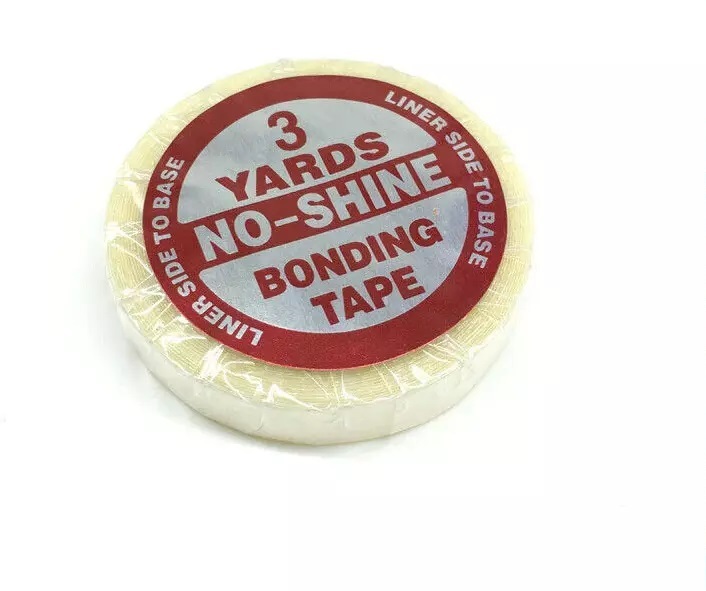 3
YARDS
NO-SHINE
BONDING
TAPE
LINER SIDE TO BASE
LINER SIDE TO BASE